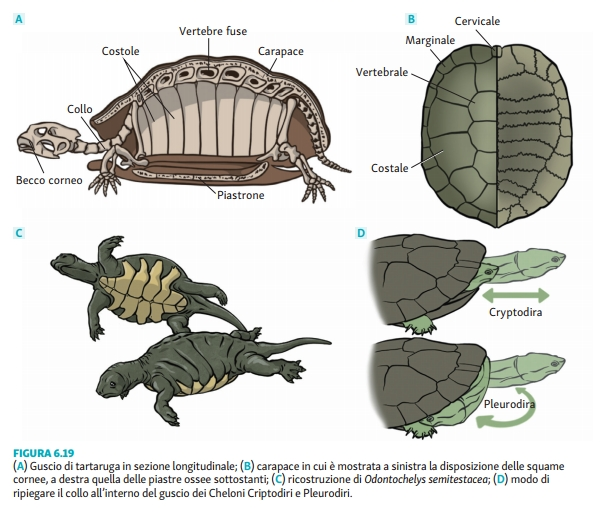 A
Vertebre fuse
Costole
Carapace
Collo
Becco corneo
Piastrone
B
Cervicale
Marginale
Vertebrale
Costale
C
D
Cryptodira
Pleurodira
FIGURA 6.19
(A) Guscio di tartaruga in sezione longitudinale; (B) carapace in cui è mostrata a sinistra la disposizione delle squame
cornee, a destra quella delle piastre ossee sottostanti; (C) ricostruzione di Odontochelys semitestacea; (D) modo di
ripiegare il collo all’interno del guscio dei Cheloni Criptodiri e Pleurodiri.